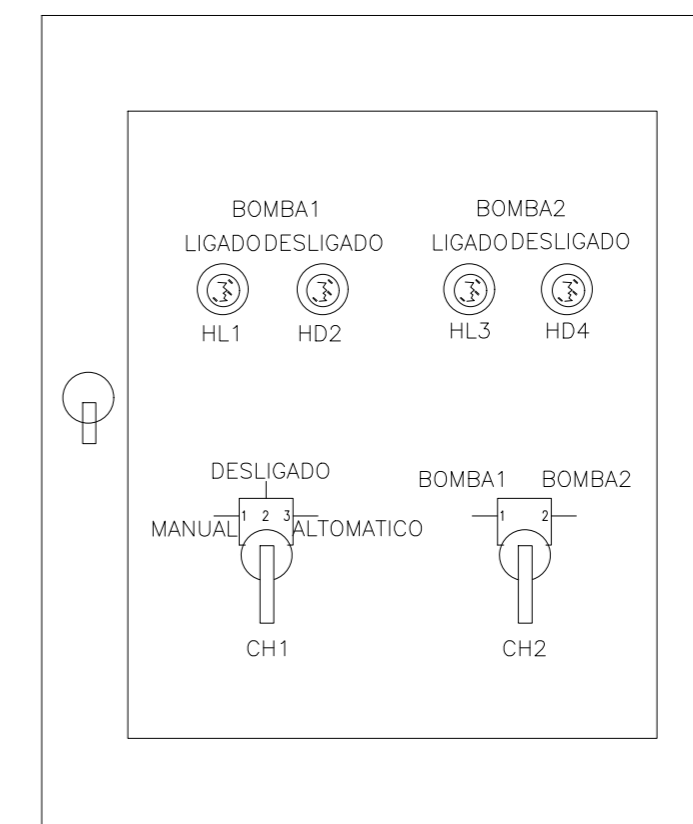 BOMBA1 BOMBA2
LIGADO DESLIGADO LIGADO DESLIGADO
HL1 HD2 HL3 HD4
DESLIGADO
BOMBA1 BOMBA2
1 2 3 1 2
MANUAL ALTOMATICO
CH1 CH2